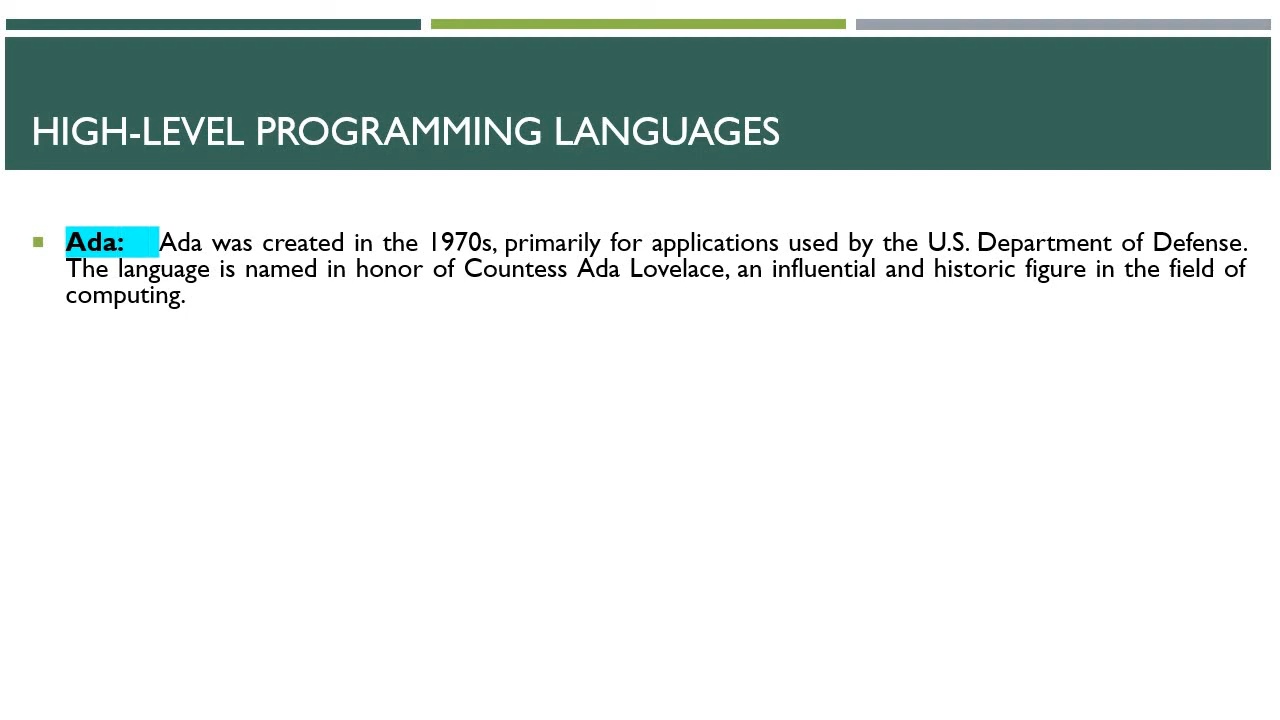 HIGH-LEVEL PROGRAMMING LANGUAGES
Ada: Ada was created in the 1970s, primarily for applications used by the U.S. Department of Defense.
The language is named in honor of Countess Ada Lovelace, an influential and historic figure in the field of
computing.